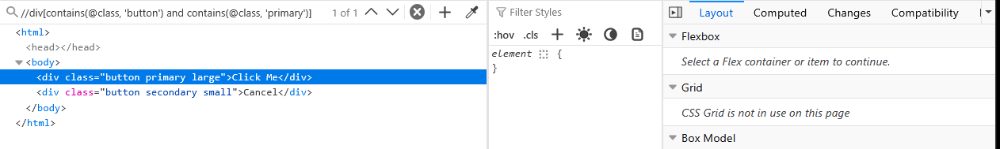 //div[contains(@class, 'button') and contains(@class, 'primary')]
1 of 1
<html>
<head></head>
<body>
<div class="button primary large">Click Me</div>
<div class="button secondary small">Cancel</div>
</body>
</html>
Filter Styles
:hov .cls
element {
}
Layout Computed Changes Compatibility
Flexbox
Select a Flex container or item to continue.
Grid
CSS Grid is not in use on this page
Box Model